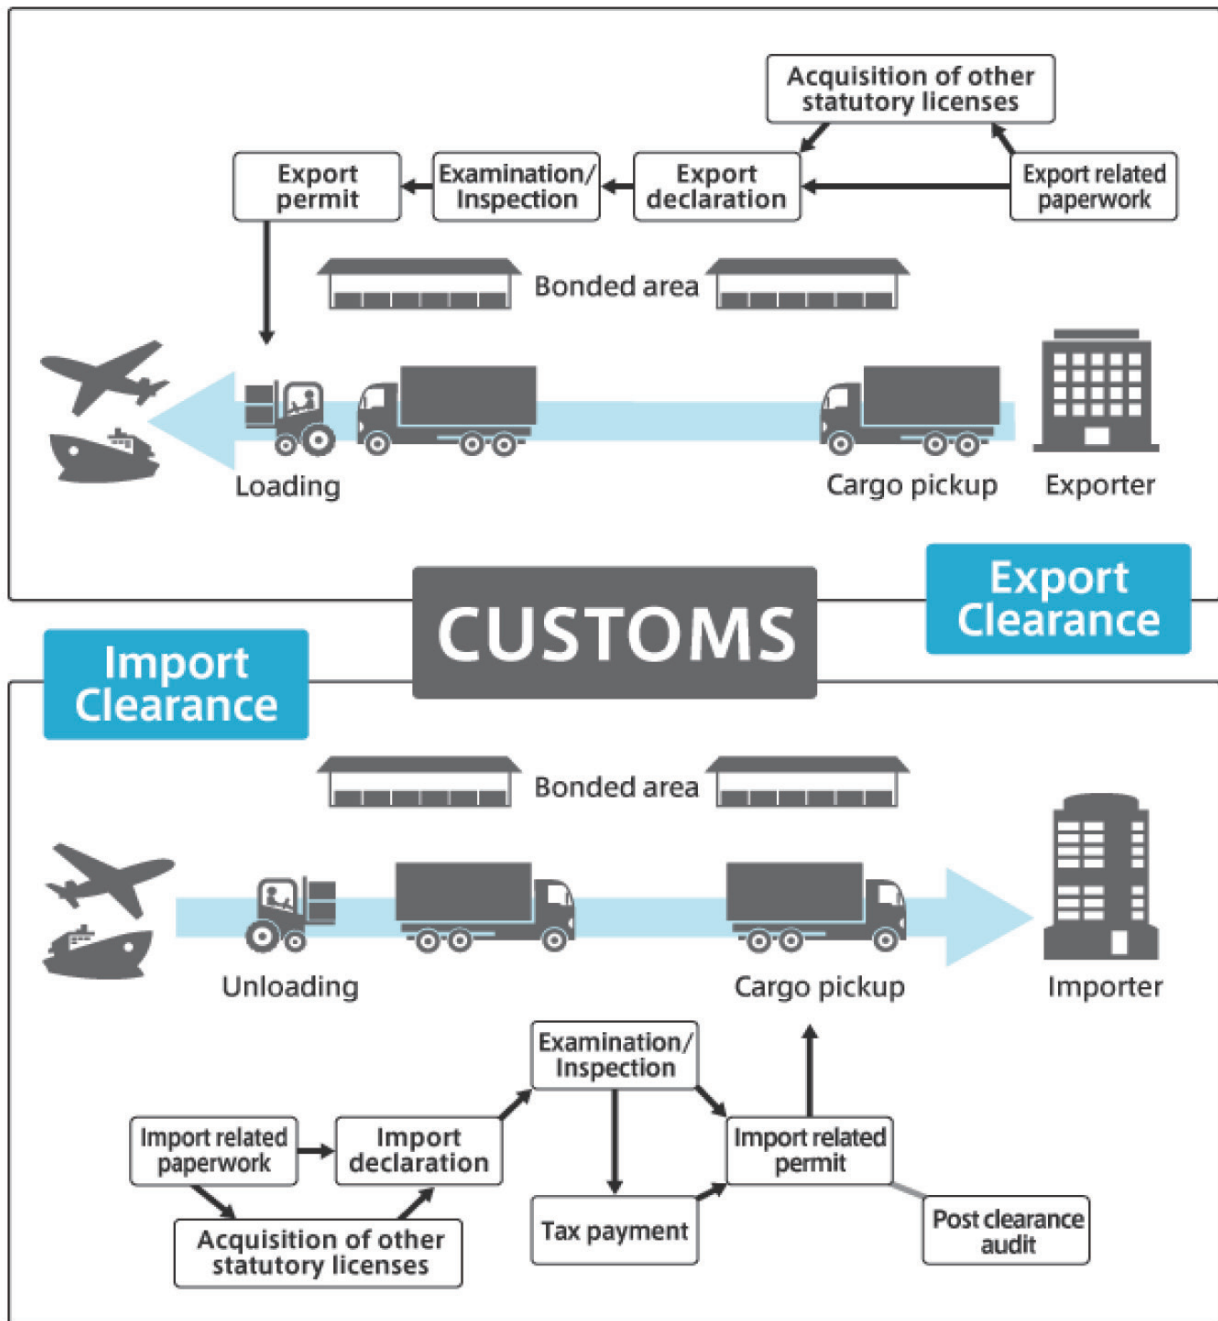 Acquisition of other
statutory licenses
Export
permit
Examination/
Inspection
Export
declaration
Export related
paperwork
Bonded area
Loading
Cargo pickup
Exporter
Export
Clearance
CUSTOMS
Import
Clearance
Bonded area
Unloading
Cargo pickup
Importer
Examination/
Inspection
Import related
paperwork
Import
declaration
Import related
permit
Acquisition of other
statutory licenses
Tax payment
Post clearance
audit